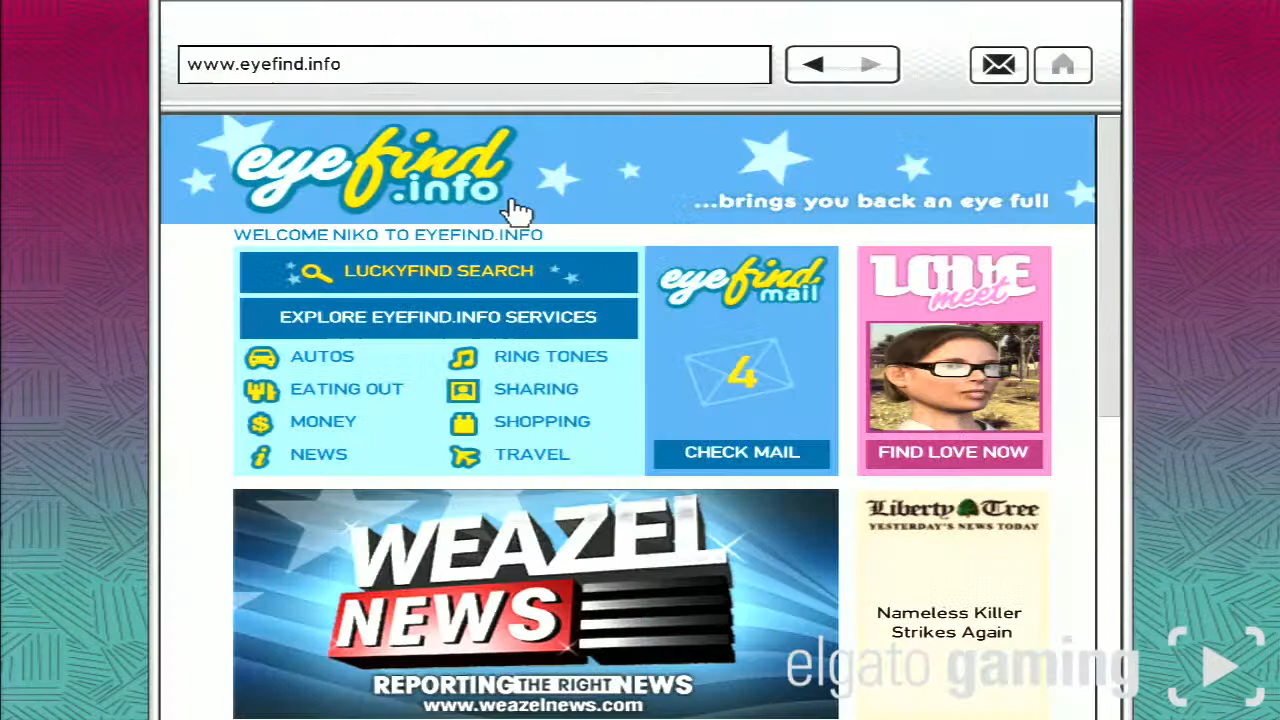 www.eyefind.info
eyefind
.info
...brings you back an eye full
WELCOME NIKO TO EYEFIND.INFO
LUCKYFIND SEARCH
EXPLORE EYEFIND.INFO SERVICES
AUTOS
RING TONES
EATING OUT
SHARING
MONEY
SHOPPING
NEWS
TRAVEL
eyefind
mail
4
CHECK MAIL
LOVE
meet
FIND LOVE NOW
WEAZEL
NEWS
REPORTING THE RIGHT NEWS
www.weazelnews.com
Liberty Tree
YESTERDAY'S NEWS TODAY
Nameless Killer
Strikes Again
elgato gaming